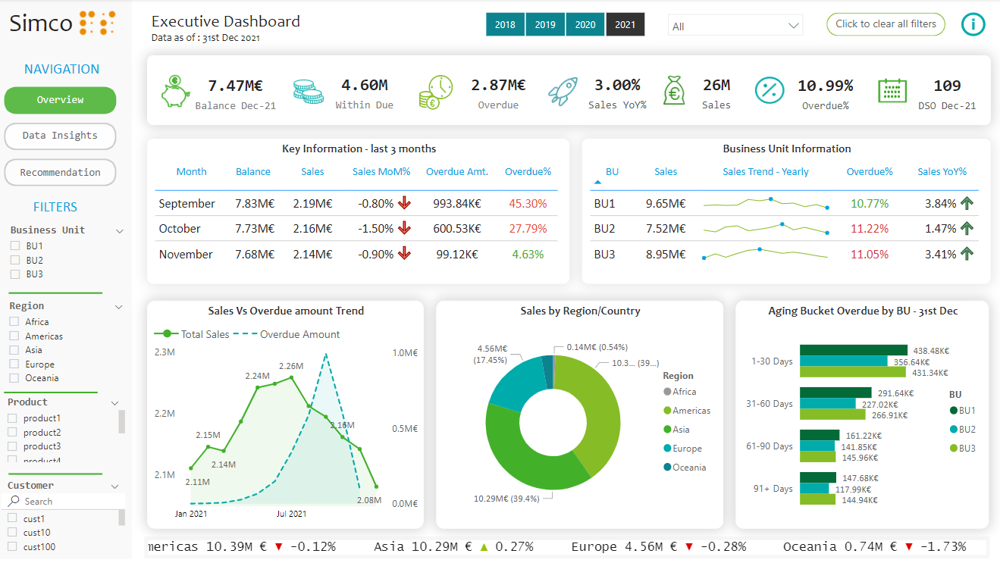 Simco
Executive Dashboard
Data as of : 31st Dec 2021
2018 2019 2020 2021
All
Click to clear all filters
i
NAVIGATION
Overview
Data Insights
Recommendation
FILTERS
Business Unit
BU1
BU2
BU3
Region
Africa
Americas
Asia
Europe
Oceania
Product
product1
product2
product3
product4
Customer
Search
cust1
cust10
cust100
7.47M€ 4.60M 2.87M€ 3.00% 26M 10.99% 109
Balance Dec-21 Within Due Overdue Sales YoY% Sales Overdue% DSO Dec-21
Key Information - last 3 months
Month Balance Sales Sales MoM% Overdue Amt. Overdue%
September 7.83M€ 2.19M€ -0.80% 993.84K€ 45.30%
October 7.73M€ 2.16M€ -1.50% 600.53K€ 27.79%
November 7.68M€ 2.14M€ -0.90% 99.12K€ 4.63%
Business Unit Information
BU Sales Sales Trend - Yearly Overdue% Sales YoY%
BU1 9.65M€ 10.77% 3.84%
BU2 7.52M€ 11.22% 1.47%
BU3 8.95M€ 11.05% 3.41%
Sales Vs Overdue amount Trend
Total Sales Overdue Amount
2.3M 1.0M€
2.26M
2.24M
2.2M
2.16M 0.5M€
2.15M
2.14M
2.1M
2.11M
2.08M 0.0M€
Jan 2021 Jul 2021
Sales by Region/Country
4.56M€
(17.45%)
0.14M€ (0.54%)
10.3... (39...)
10.29M€ (39.4%)
Region
Africa
Americas
Asia
Europe
Oceania
Aging Bucket Overdue by BU - 31st Dec
1-30 Days
438.48K€
356.64K€
431.34K€
31-60 Days
291.64K€
227.02K€
266.91K€
61-90 Days
161.22K€
141.85K€
145.96K€
91+ Days
147.68K€
117.99K€
144.94K€
BU
BU1
BU2
BU3
mericas 10.39M € ▼ -0.12% Asia 10.29M € ▲ 0.27% Europe 4.56M € ▼ -0.28% Oceania 0.74M € ▼ -1.73%